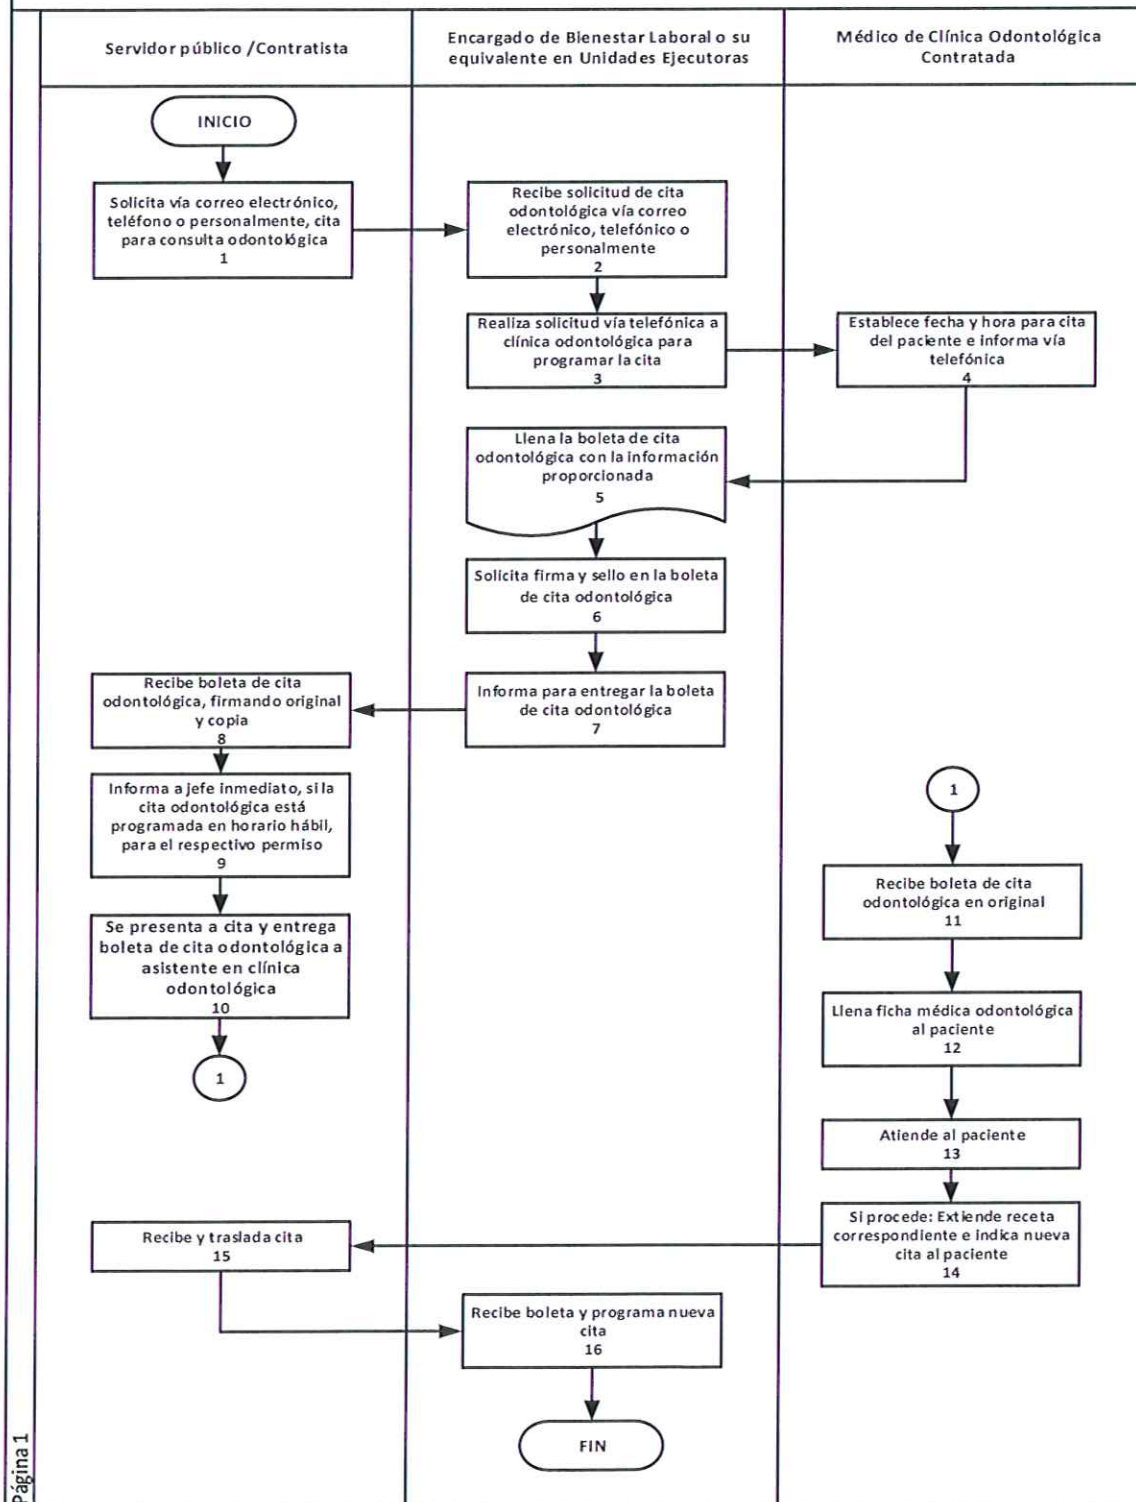 Servidor público /Contratista
Encargado de Bienestar Laboral o su
equivalente en Unidades Ejecutoras
Médico de Clínica Odontológica
Contratada
INICIO
Solicita vía correo electrónico,
teléfono o personalmente, cita
para consulta odontológica
1
Recibe solicitud de cita
odontológica vía correo
electrónico, telefónico o
personalmente
2
Realiza solicitud vía telefónica a
clínica odontológica para
programar la cita
3
Establece fecha y hora para cita
del paciente e informa vía
telefónica
4
Llena la boleta de cita
odontológica con la información
proporcionada
5
Solicita firma y sello en la boleta
de cita odontológica
6
Informa para entregar la boleta
de cita odontológica
7
Recibe boleta de cita
odontológica, firmando original
y copia
8
Informa a jefe inmediato, si la
cita odontológica está
programada en horario hábil,
para el respectivo permiso
9
Se presenta a cita y entrega
boleta de cita odontológica a
asistente en clínica
odontológica
10
1
1
Recibe boleta de cita
odontológica en original
11
Llena ficha médica odontológica
al paciente
12
Atiende al paciente
13
Si procede: Extiende receta
correspondiente e indica nueva
cita al paciente
14
Recibe y traslada cita
15
Recibe boleta y programa nueva
cita
16
FIN
Página 1